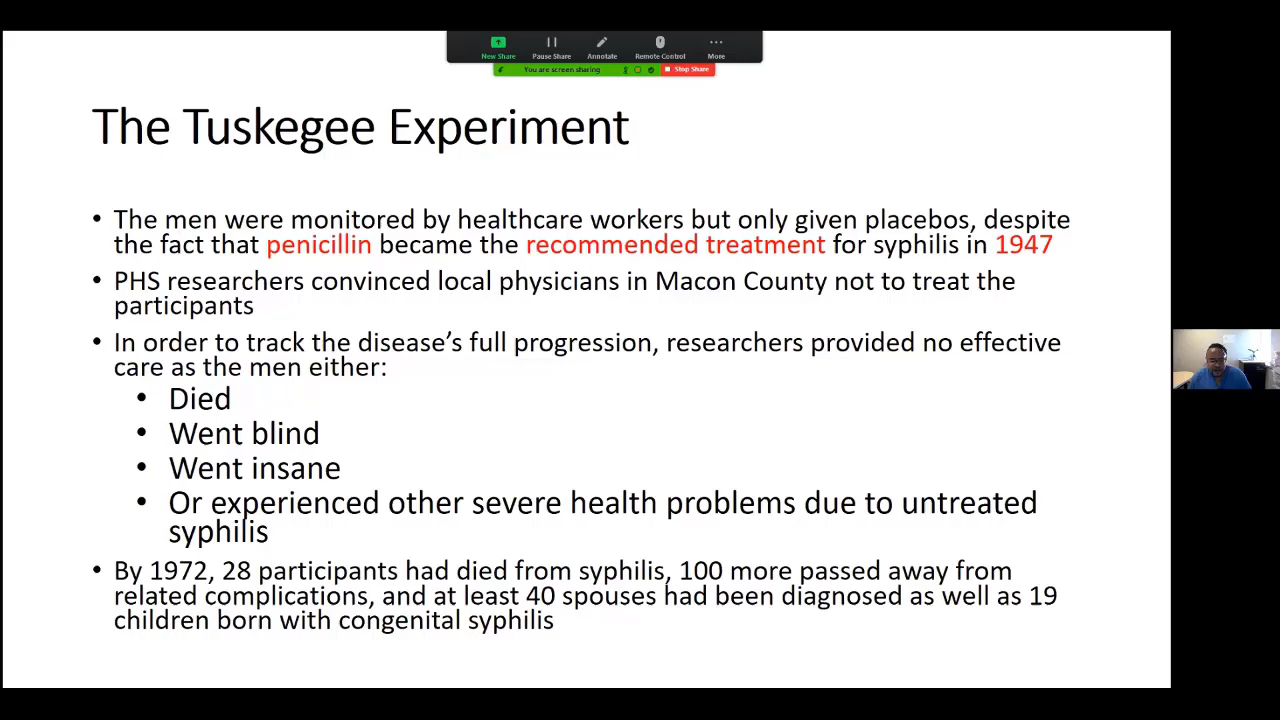 New Share
Pause Share
Annotate
Remote Control
More
You are screen sharing
Stop Share
The Tuskegee Experiment
• The men were monitored by healthcare workers but only given placebos, despite
the fact that penicillin became the recommended treatment for syphilis in 1947
• PHS researchers convinced local physicians in Macon County not to treat the
participants
• In order to track the disease’s full progression, researchers provided no effective
care as the men either:
• Died
• Went blind
• Went insane
• Or experienced other severe health problems due to untreated
syphilis
• By 1972, 28 participants had died from syphilis, 100 more passed away from
related complications, and at least 40 spouses had been diagnosed as well as 19
children born with congenital syphilis